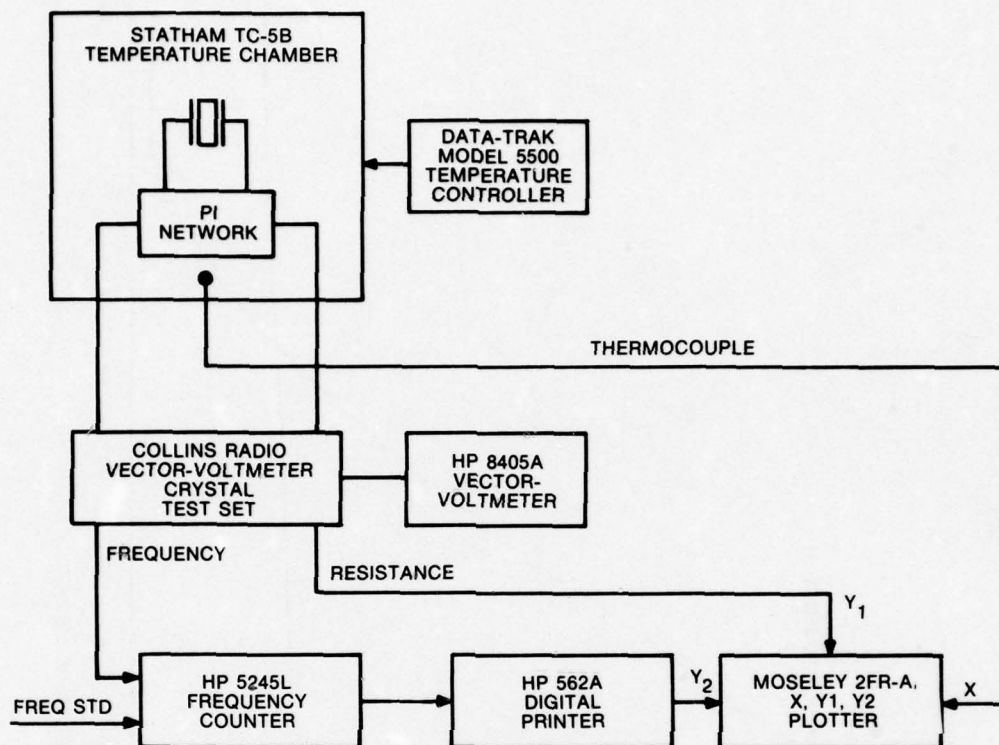 STATHAM TC-5B
TEMPERATURE CHAMBER
DATA-TRAK
MODEL 5500
TEMPERATURE
CONTROLLER
PI
NETWORK
THERMOCOUPLE
COLLINS RADIO
VECTOR-VOLTMETER
CRYSTAL
TEST SET
HP 8405A
VECTOR-
VOLTMETER
FREQUENCY
RESISTANCE
Y1
FREQ STD
HP 5245L
FREQUENCY
COUNTER
HP 562A
DIGITAL
PRINTER
Y2
MOSELEY 2FR-A,
X, Y1, Y2
PLOTTER
X